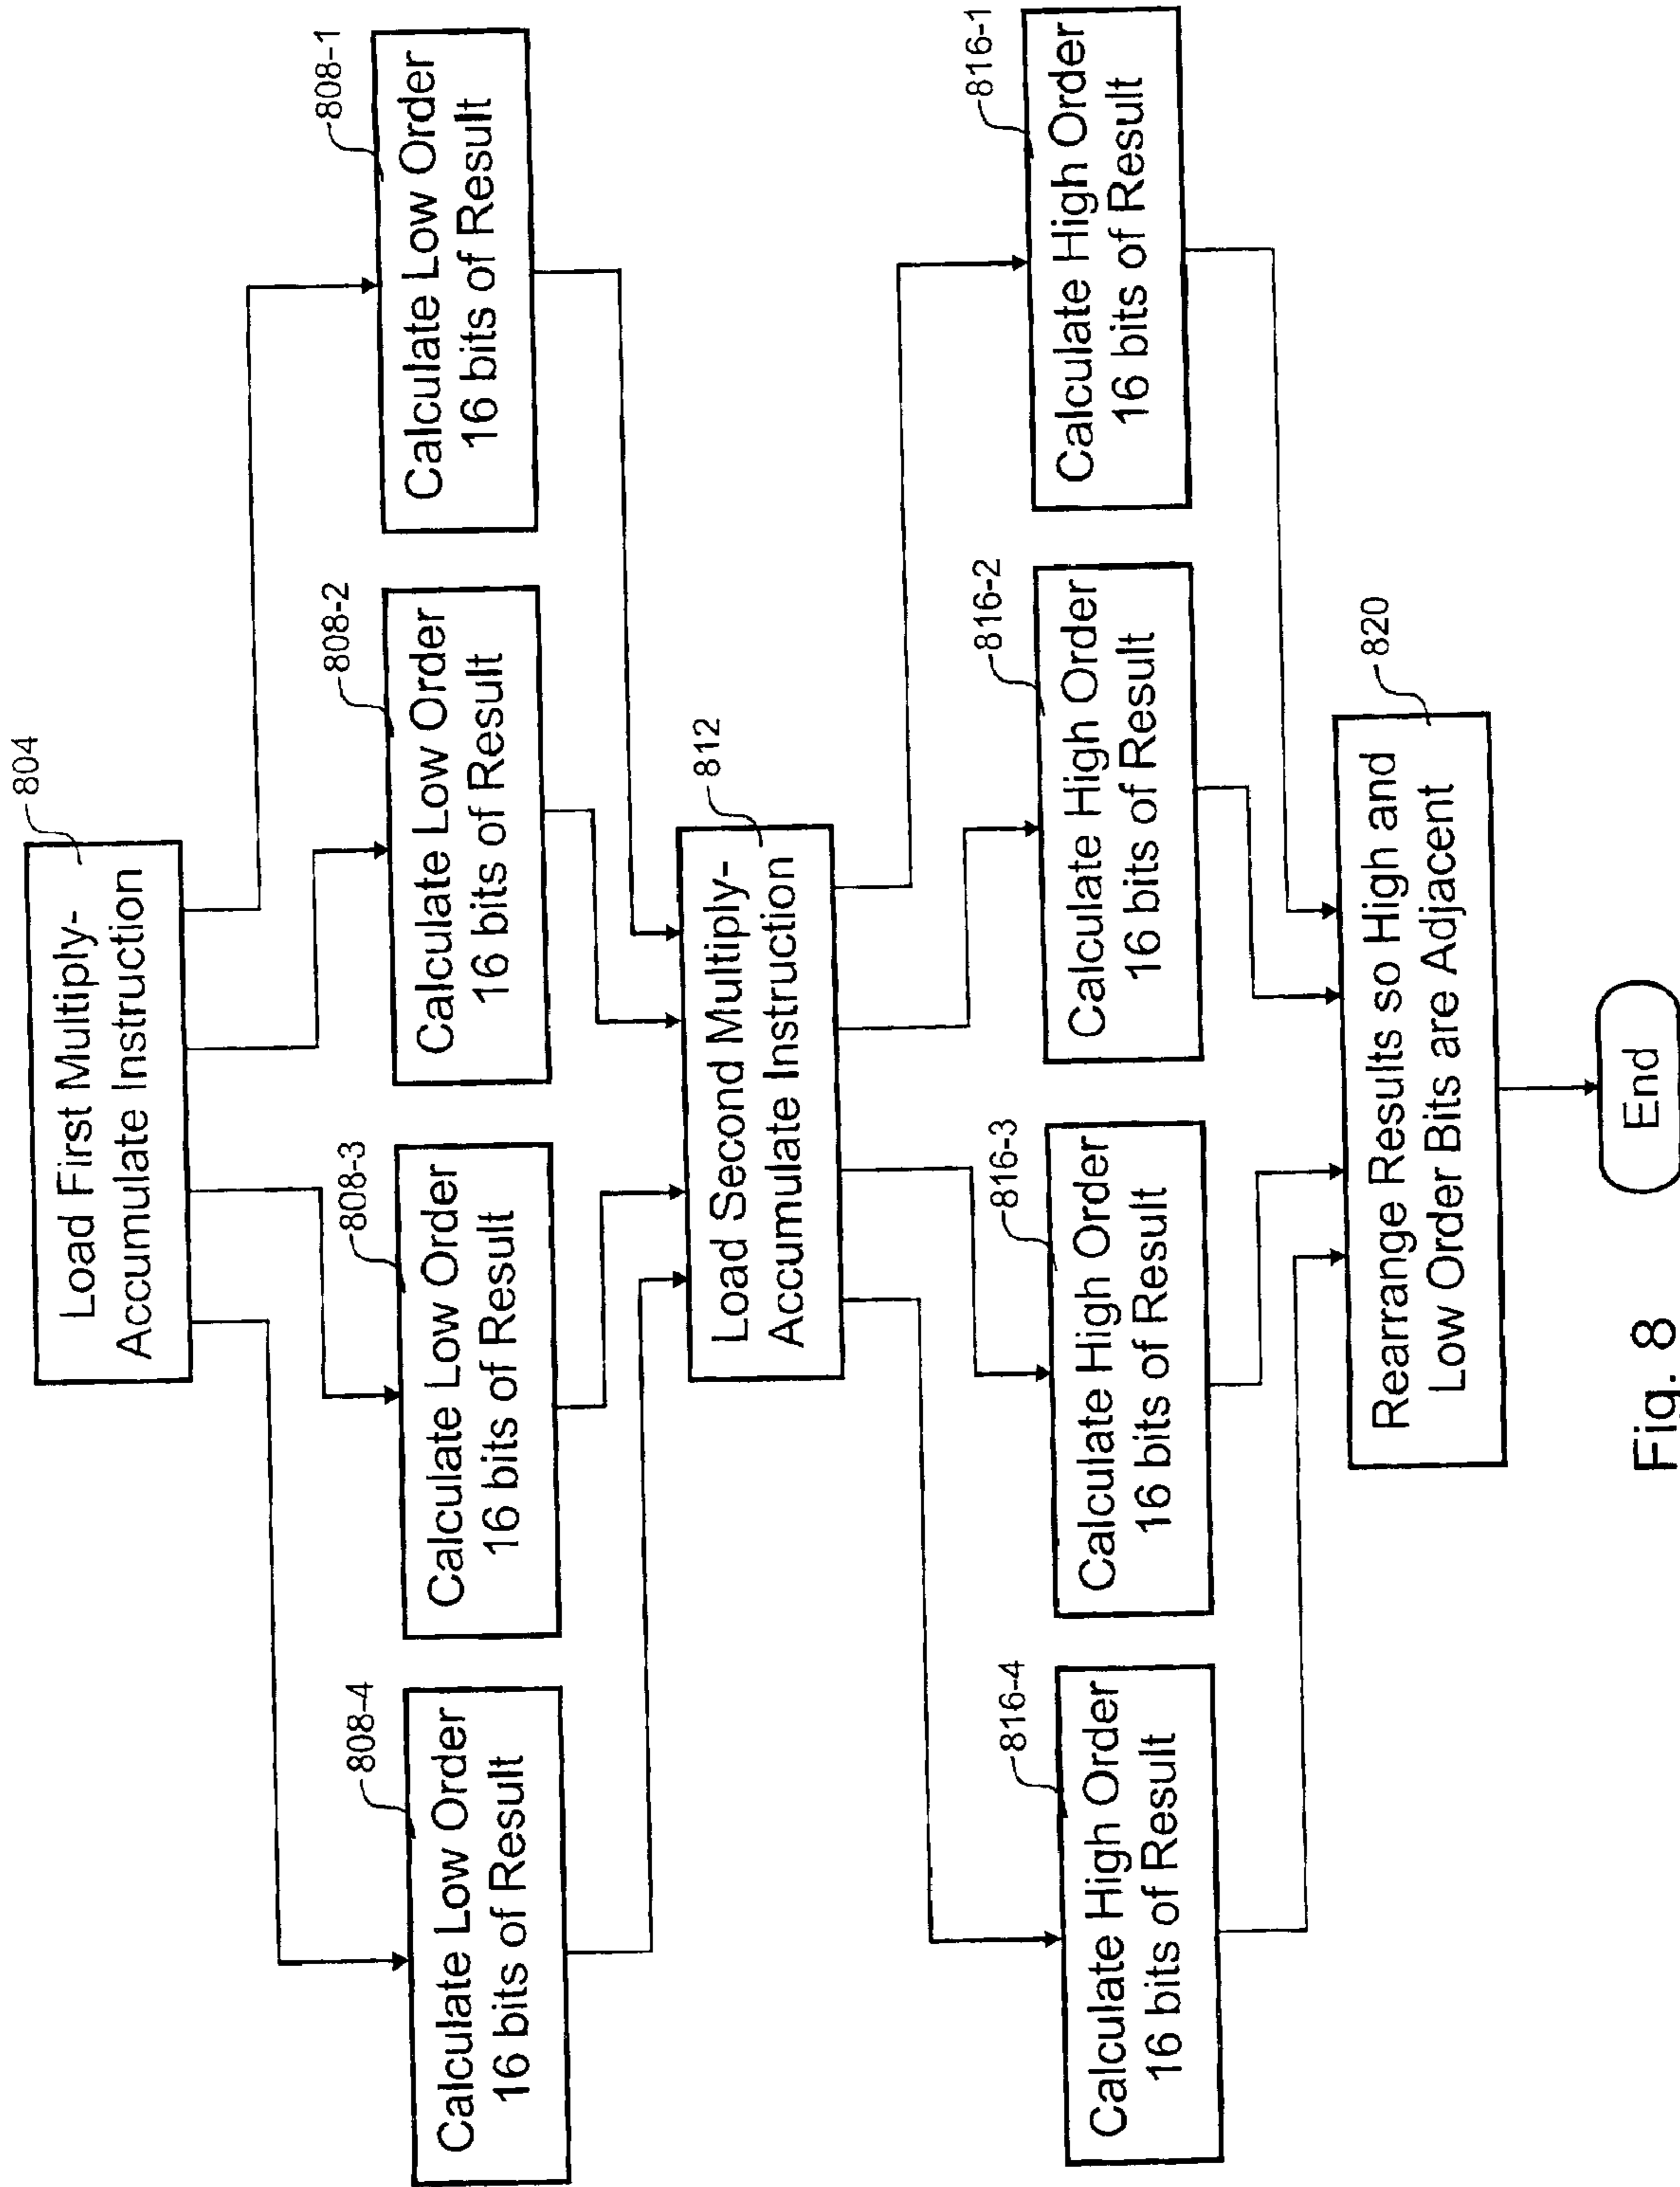 804
Load First Multiply-
Accumulate Instruction
808-4
808-3
808-2
808-1
Calculate Low Order
16 bits of Result
Calculate Low Order
16 bits of Result
Calculate Low Order
16 bits of Result
Calculate Low Order
16 bits of Result
812
Load Second Multiply-
Accumulate Instruction
816-4
816-3
816-2
816-1
Calculate High Order
16 bits of Result
Calculate High Order
16 bits of Result
Calculate High Order
16 bits of Result
Calculate High Order
16 bits of Result
820
Rearrange Results so High and
Low Order Bits are Adjacent
End
Fig. 8